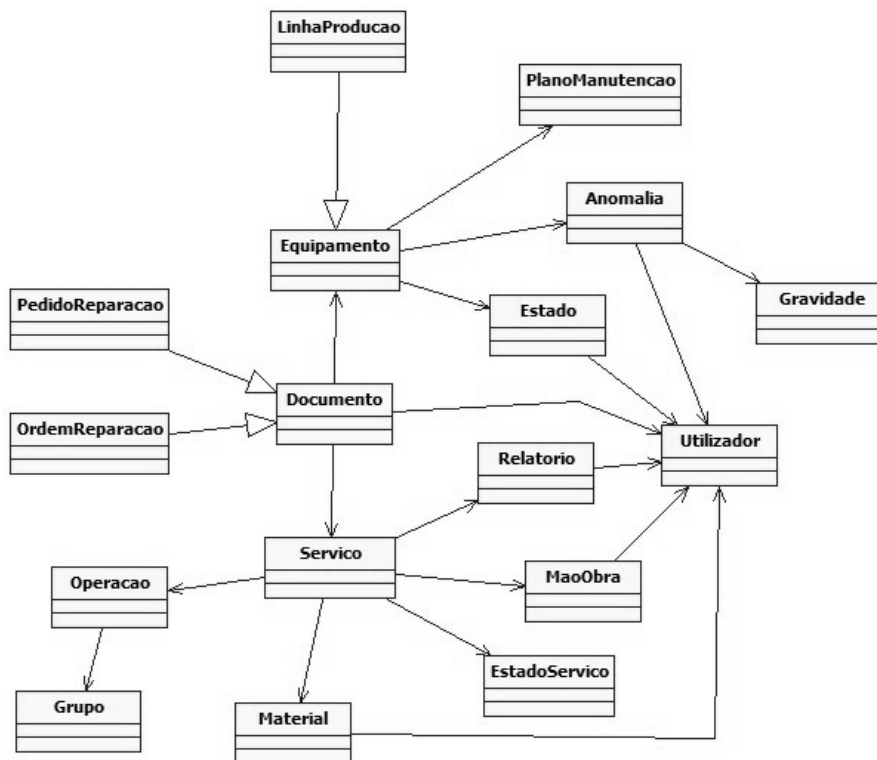 LinhaProducao
PlanoManutencao
Anomalia
Equipamento
PedidoReparacao
Estado
Gravidade
Documento
OrdemReparacao
Utilizador
Relatorio
Servico
Operacao
MaoObra
EstadoServico
Grupo
Material